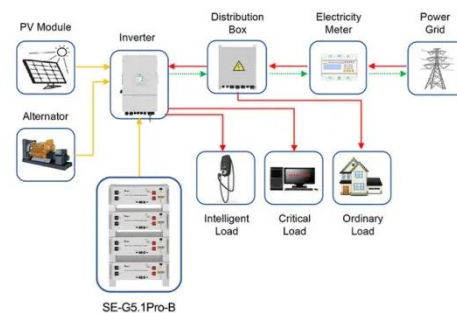 PV Module
Inverter
Distribution
Box
Electricity
Meter
Power
Grid
Alternator
Intelligent
Load
Critical
Load
Ordinary
Load
SE-G5.1Pro-B